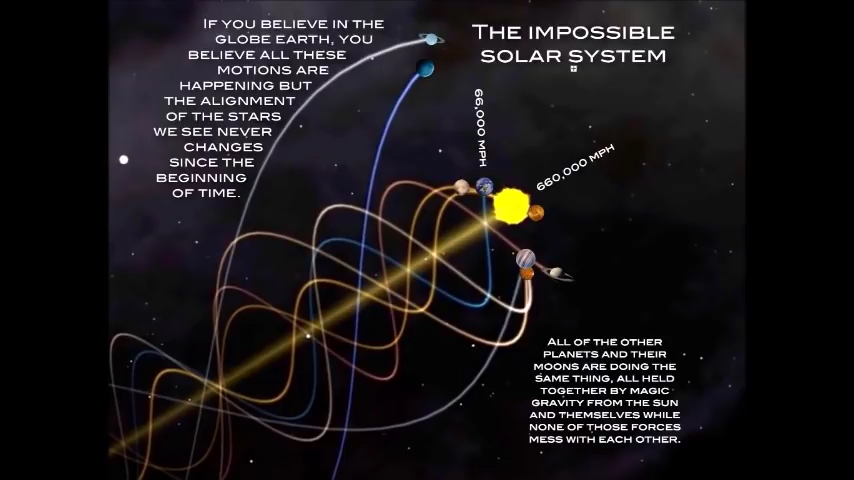 If you believe in the
globe earth, you
believe all these
motions are
happening but
the alignment
of the stars
we see never
changes
since the
beginning
of time.
The impossible
solar system
66,000 mph
660,000 mph
All of the other
planets and their
moons are doing the
same thing, all held
together by magic
gravity from the sun
and themselves while
none of those forces
mess with each other.